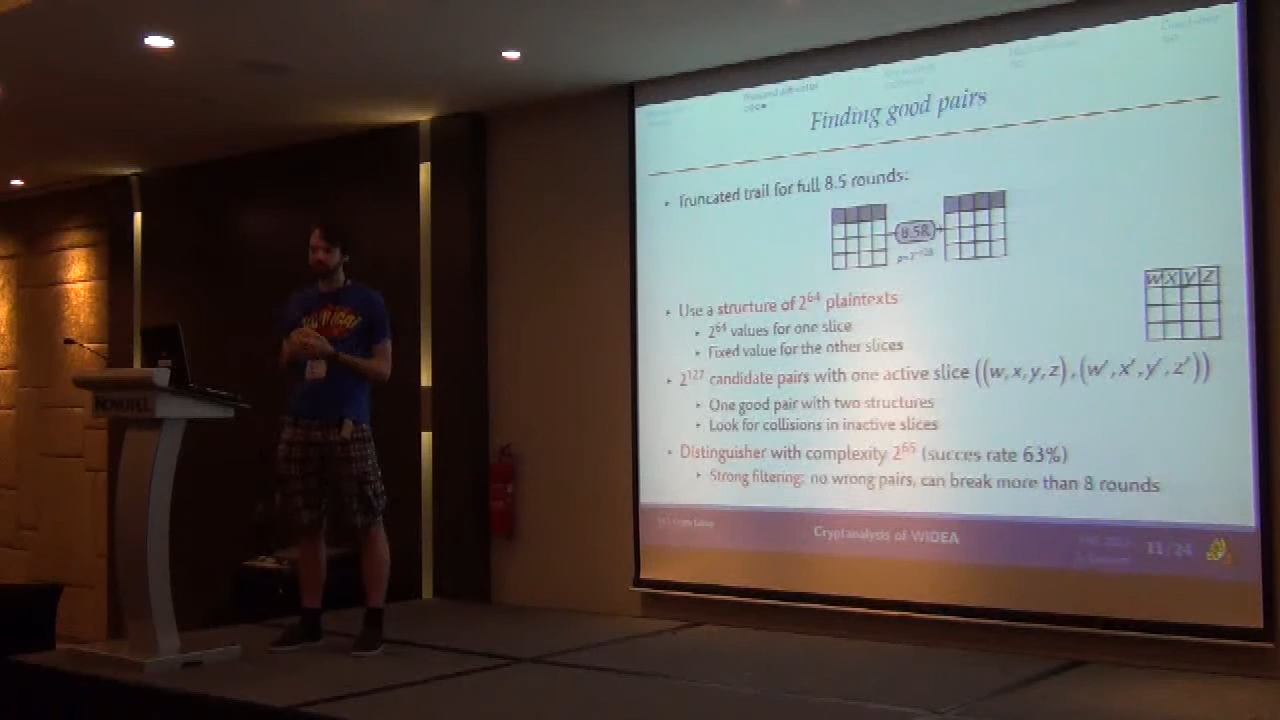 Finding good pairs
‣ Truncated trail for full 8.5 rounds:
8.5R
‣ Use a structure of 2^64 plaintexts
‣ 2^64 values for one slice
‣ Fixed value for the other slices
w x y z
‣ 2^127 candidate pairs with one active slice ((w, x, y, z), (w′, x′, y′, z′))
‣ One good pair with two structures
‣ Look for collisions in inactive slices
‣ Distinguisher with complexity 2^65 (succes rate 63%)
‣ Strong filtering: no wrong pairs, can break more than 8 rounds
Cryptanalysis of WIDEA
11/24
NOVOTEL